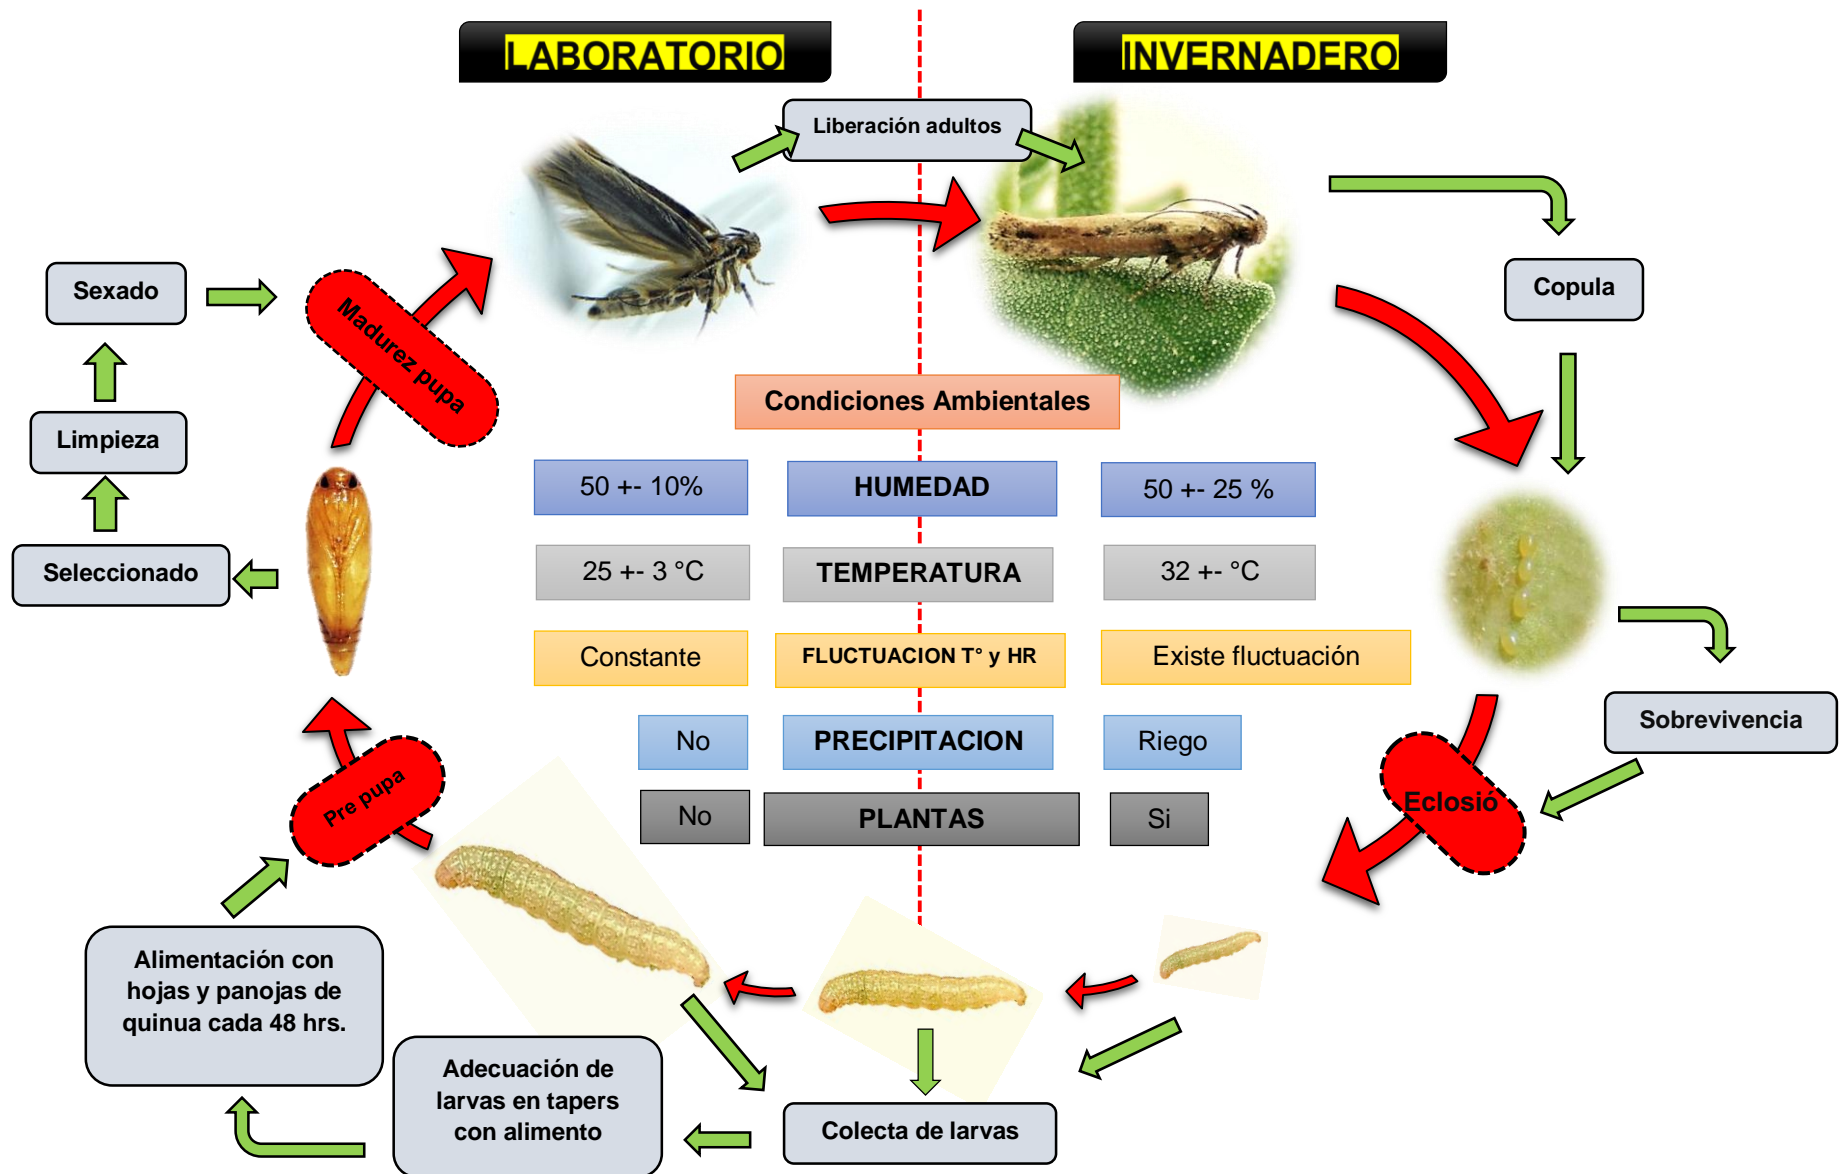 LABORATORIO
INVERNADERO
Liberación adultos
Sexado
Madurez pupa
Copula
Condiciones Ambientales
Limpieza
50 +- 10%
HUMEDAD
50 +- 25 %
Seleccionado
25 +- 3 °C
TEMPERATURA
32 +- °C
Constante
FLUCTUACION T° y HR
Existe fluctuación
Sobrevivencia
No
PRECIPITACION
Riego
Pre pupa
Eclosió
No
PLANTAS
Si
Alimentación con
hojas y panojas de
quinua cada 48 hrs.
Adecuación de
larvas en tapers
con alimento
Colecta de larvas